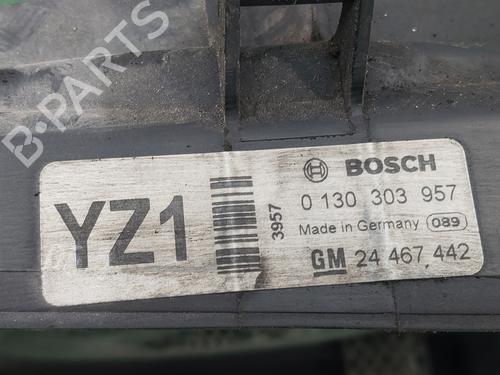 B-PARTS
YZ1
3957
BOSCH
0 130 303 957
Made in Germany 089
GM 24 467 442